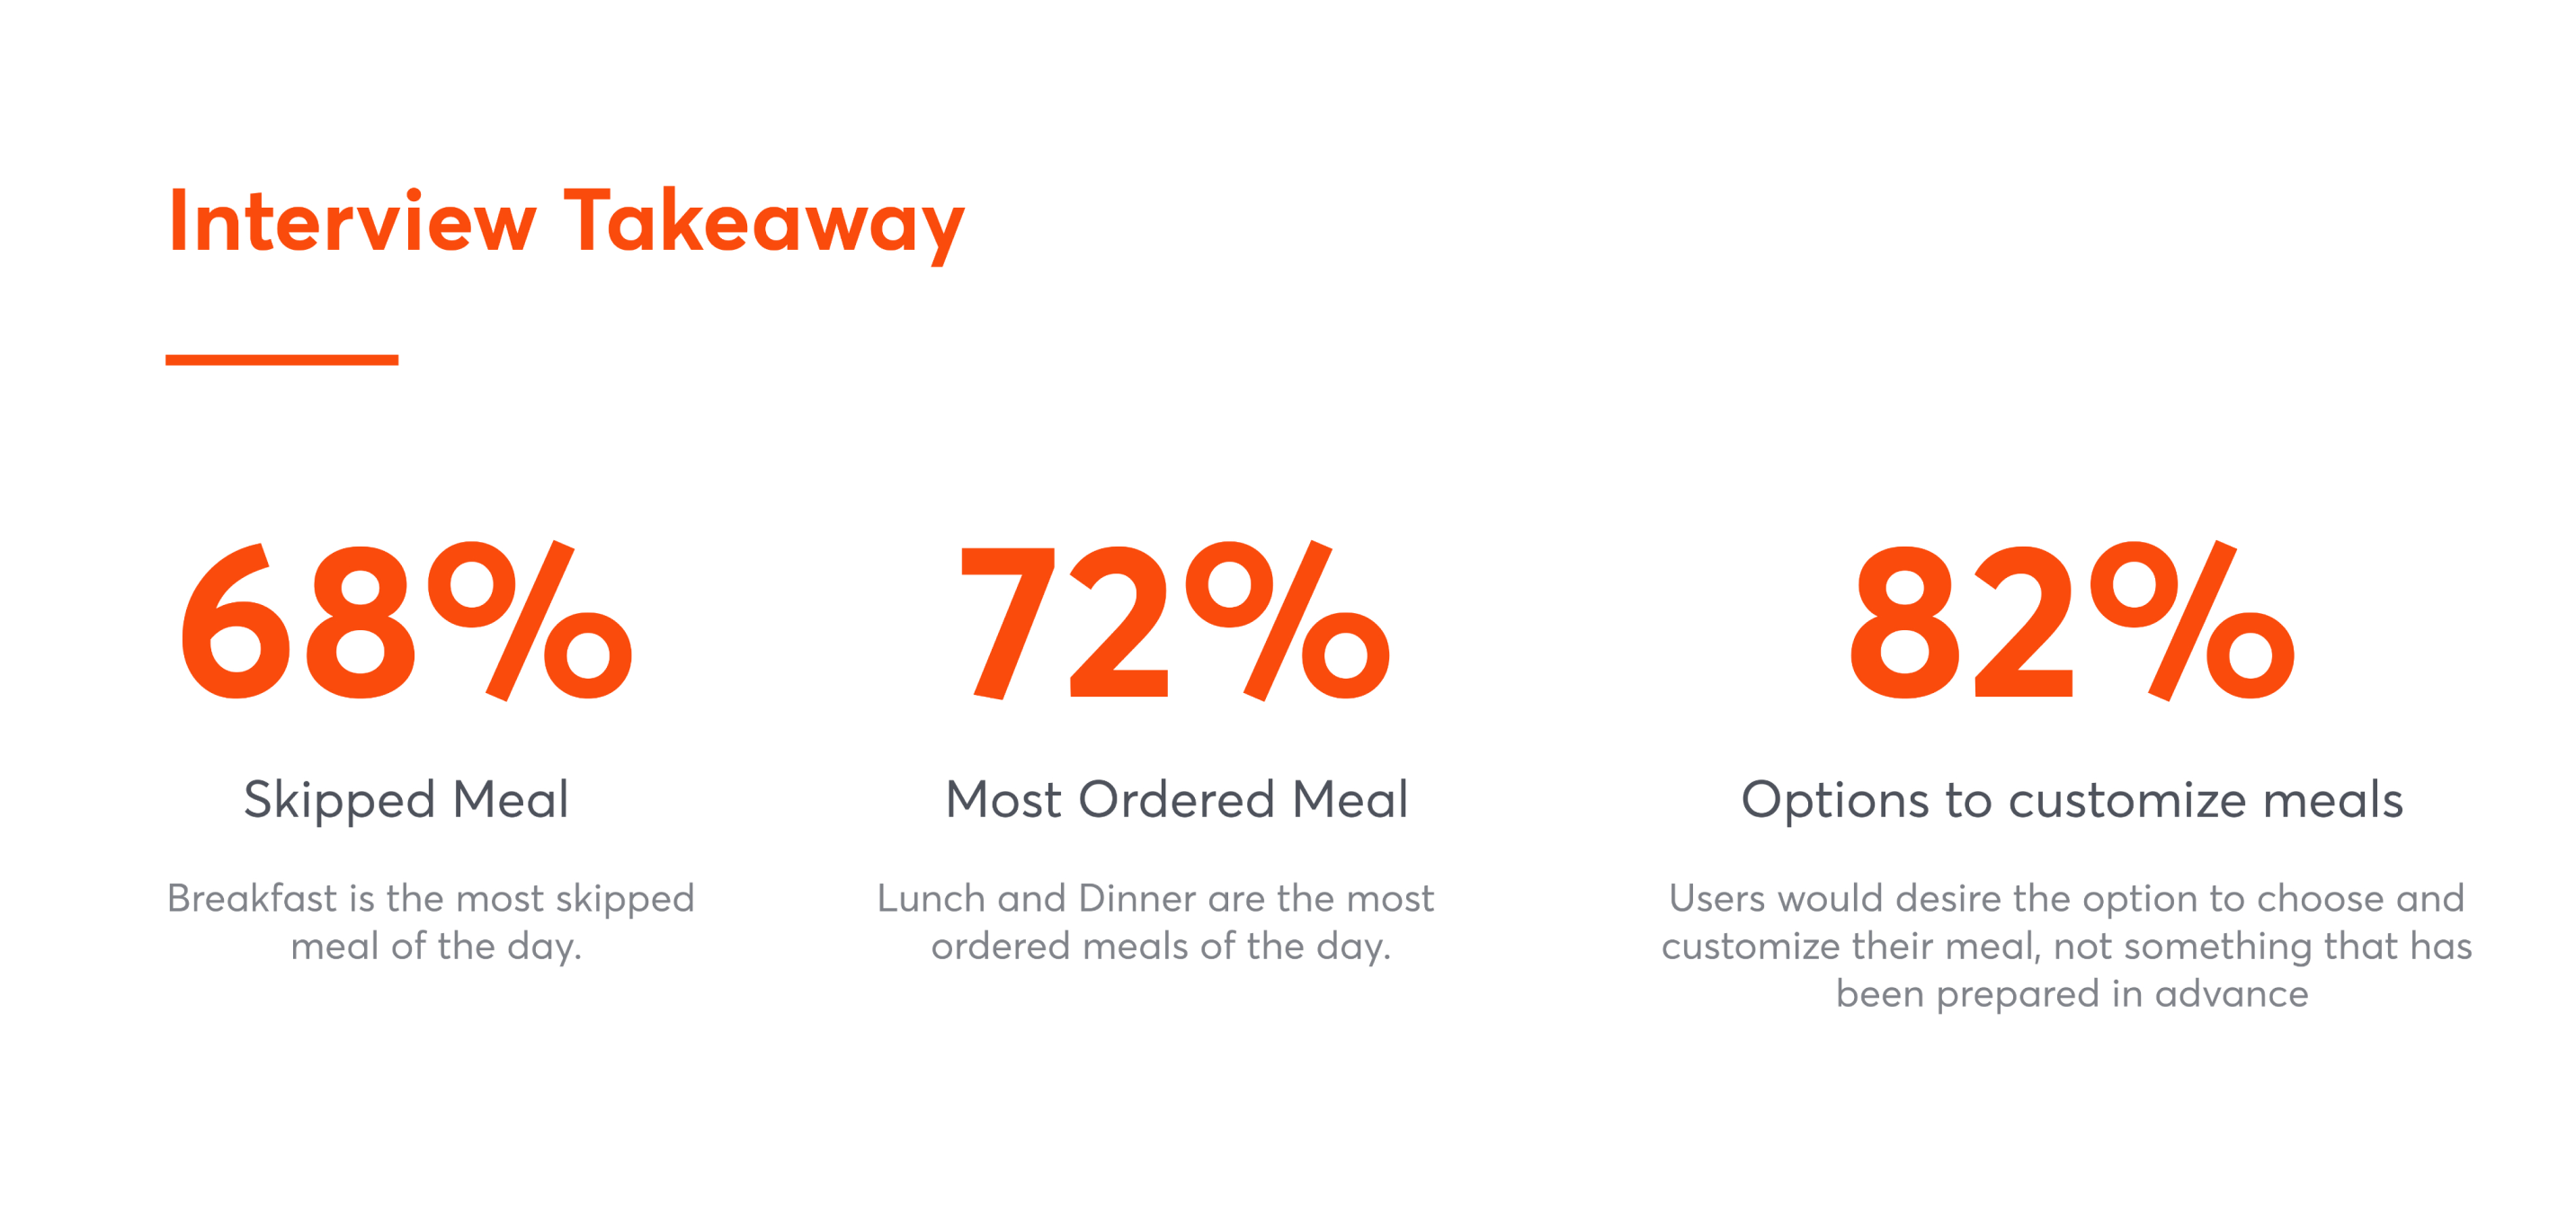 Interview Takeaway
68%
Skipped Meal
Breakfast is the most skipped
meal of the day.
72%
Most Ordered Meal
Lunch and Dinner are the most
ordered meals of the day.
82%
Options to customize meals
Users would desire the option to choose and
customize their meal, not something that has
been prepared in advance